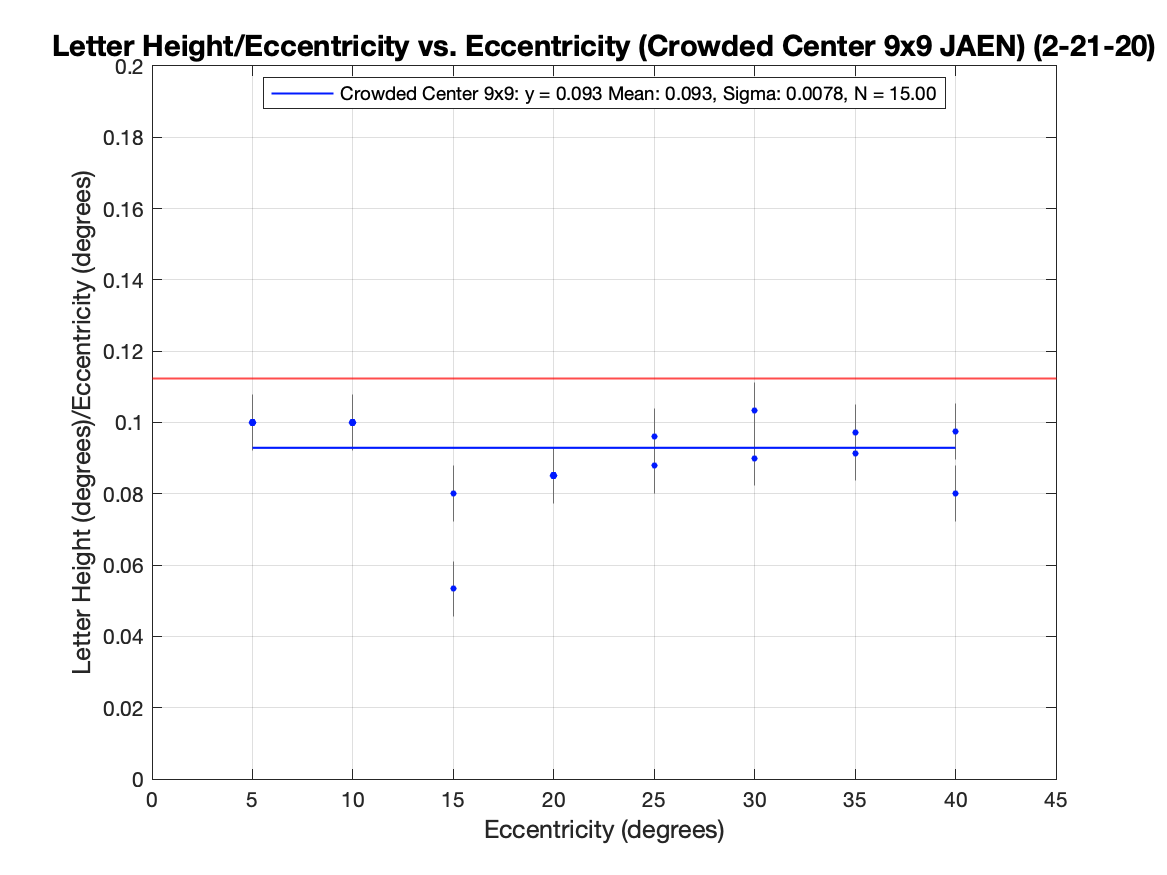 Letter Height/Eccentricity vs. Eccentricity (Crowded Center 9x9 JAEN) (2-21-20)
Crowded Center 9x9: y = 0.093 Mean: 0.093, Sigma: 0.0078, N = 15.00
Letter Height (degrees)/Eccentricity (degrees)
0.2
0.18
0.16
0.14
0.12
0.1
0.08
0.06
0.04
0.02
0
0 5 10 15 20 25 30 35 40 45
Eccentricity (degrees)